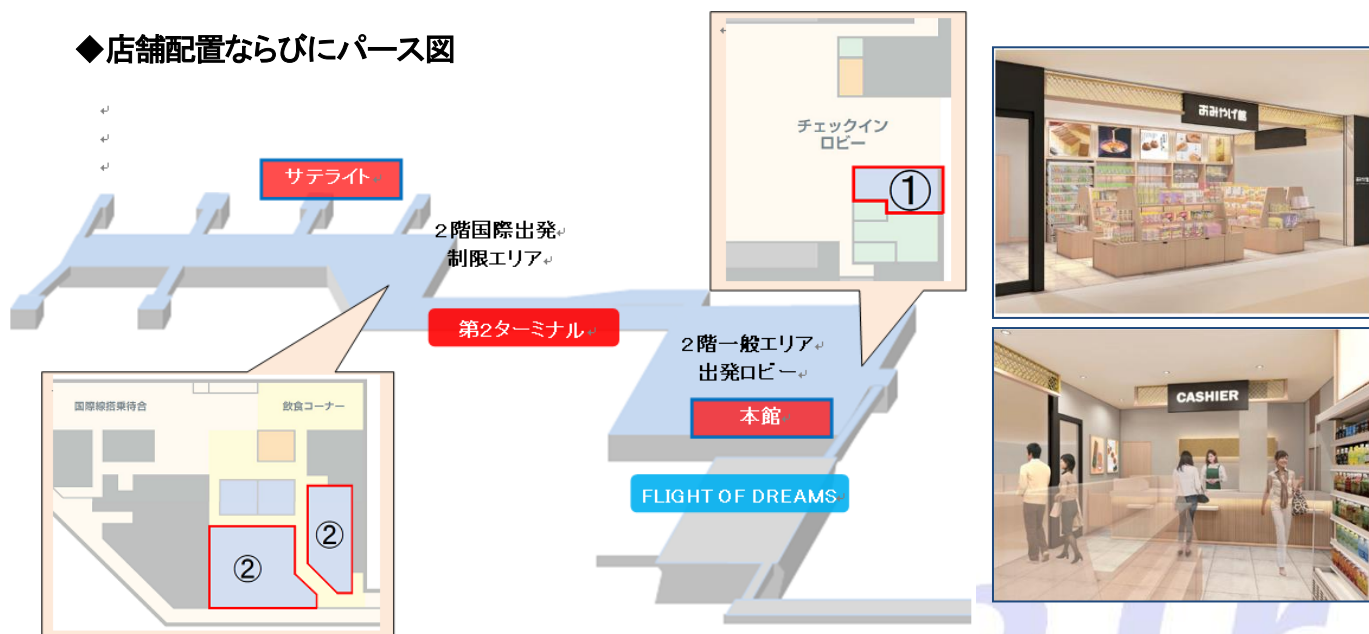 ◆店舗配置ならびにパース図
サテライト
2階国際出発
制限エリア
第2ターミナル
2階一般エリア
出発ロビー
本館
FLIGHT OF DREAMS
チェックイン
ロビー
①
国際線搭乗待合
飲食コーナー
②
②
おみやげ館
CASHIER